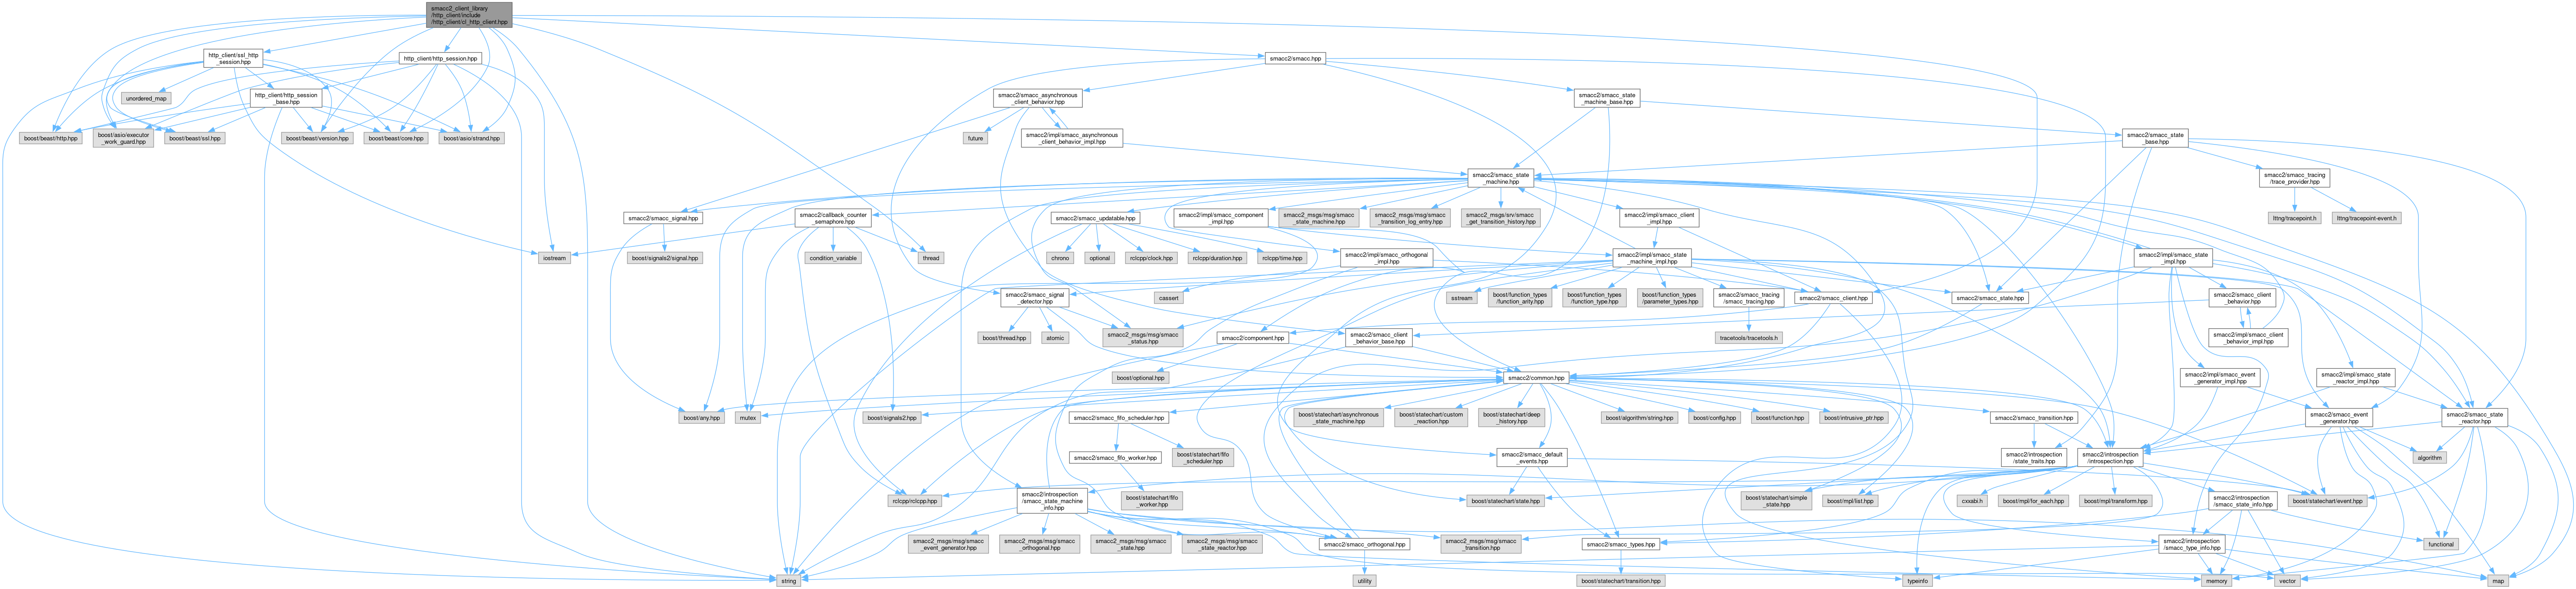 smacc2_client_library
/http_client/include
/http_client/cl_http_client.hpp
http_client/ssl_http
_session.hpp
http_client/http_session.hpp
smacc2/smacc.hpp
unordered_map
http_client/http_session
_base.hpp
smacc2/smacc_asynchronous
_client_behavior.hpp
smacc2/smacc_state
_machine_base.hpp
boost/beast/http.hpp
boost/asio/executor
_work_guard.hpp
boost/beast/ssl.hpp
boost/beast/version.hpp
boost/beast/core.hpp
boost/asio/strand.hpp
future
smacc2/impl/smacc_asynchronous
_client_behavior_impl.hpp
smacc2/smacc_state
_base.hpp
smacc2/smacc_state
_machine.hpp
smacc2/smacc_tracing
/trace_provider.hpp
smacc2/smacc_signal.hpp
smacc2/callback_counter
_semaphore.hpp
smacc2/smacc_updatable.hpp
smacc2/impl/smacc_component
_impl.hpp
smacc2_msgs/msg/smacc
_state_machine.hpp
smacc2_msgs/msg/smacc
_transition_log_entry.hpp
smacc2_msgs/srv/smacc
_get_transition_history.hpp
smacc2/impl/smacc_client
_impl.hpp
lttng/tracepoint.h
lttng/tracepoint-event.h
iostream
boost/signals2/signal.hpp
condition_variable
thread
chrono
optional
rclcpp/clock.hpp
rclcpp/duration.hpp
rclcpp/time.hpp
smacc2/impl/smacc_orthogonal
_impl.hpp
smacc2/impl/smacc_state
_machine_impl.hpp
smacc2/impl/smacc_state
_impl.hpp
smacc2/smacc_signal
_detector.hpp
cassert
sstream
boost/function_types
/function_arity.hpp
boost/function_types
/function_type.hpp
boost/function_types
/parameter_types.hpp
smacc2/smacc_tracing
/smacc_tracing.hpp
smacc2/smacc_client.hpp
smacc2/smacc_state.hpp
smacc2/smacc_client
_behavior.hpp
boost/thread.hpp
atomic
smacc2_msgs/msg/smacc
_status.hpp
smacc2/component.hpp
smacc2/smacc_client
_behavior_base.hpp
tracetools/tracetools.h
smacc2/impl/smacc_client
_behavior_impl.hpp
boost/optional.hpp
smacc2/common.hpp
smacc2/impl/smacc_event
_generator_impl.hpp
smacc2/impl/smacc_state
_reactor_impl.hpp
boost/any.hpp
mutex
boost/signals2.hpp
smacc2/smacc_fifo_scheduler.hpp
boost/statechart/asynchronous
_state_machine.hpp
boost/statechart/custom
_reaction.hpp
boost/statechart/deep
_history.hpp
boost/algorithm/string.hpp
boost/config.hpp
boost/function.hpp
boost/intrusive_ptr.hpp
smacc2/smacc_transition.hpp
smacc2/smacc_event
_generator.hpp
smacc2/smacc_state
_reactor.hpp
smacc2/smacc_fifo_worker.hpp
boost/statechart/fifo
_scheduler.hpp
smacc2/smacc_default
_events.hpp
smacc2/introspection
/state_traits.hpp
smacc2/introspection
/introspection.hpp
algorithm
rclcpp/rclcpp.hpp
smacc2/introspection
/smacc_state_machine
_info.hpp
boost/statechart/fifo
_worker.hpp
boost/statechart/state.hpp
boost/statechart/simple
_state.hpp
boost/mpl/list.hpp
cxxabi.h
boost/mpl/for_each.hpp
boost/mpl/transform.hpp
smacc2/introspection
/smacc_state_info.hpp
boost/statechart/event.hpp
smacc2_msgs/msg/smacc
_event_generator.hpp
smacc2_msgs/msg/smacc
_orthogonal.hpp
smacc2_msgs/msg/smacc
_state.hpp
smacc2_msgs/msg/smacc
_state_reactor.hpp
smacc2/smacc_orthogonal.hpp
smacc2_msgs/msg/smacc
_transition.hpp
smacc2/smacc_types.hpp
smacc2/introspection
/smacc_type_info.hpp
functional
string
utility
boost/statechart/transition.hpp
typeinfo
memory
vector
map